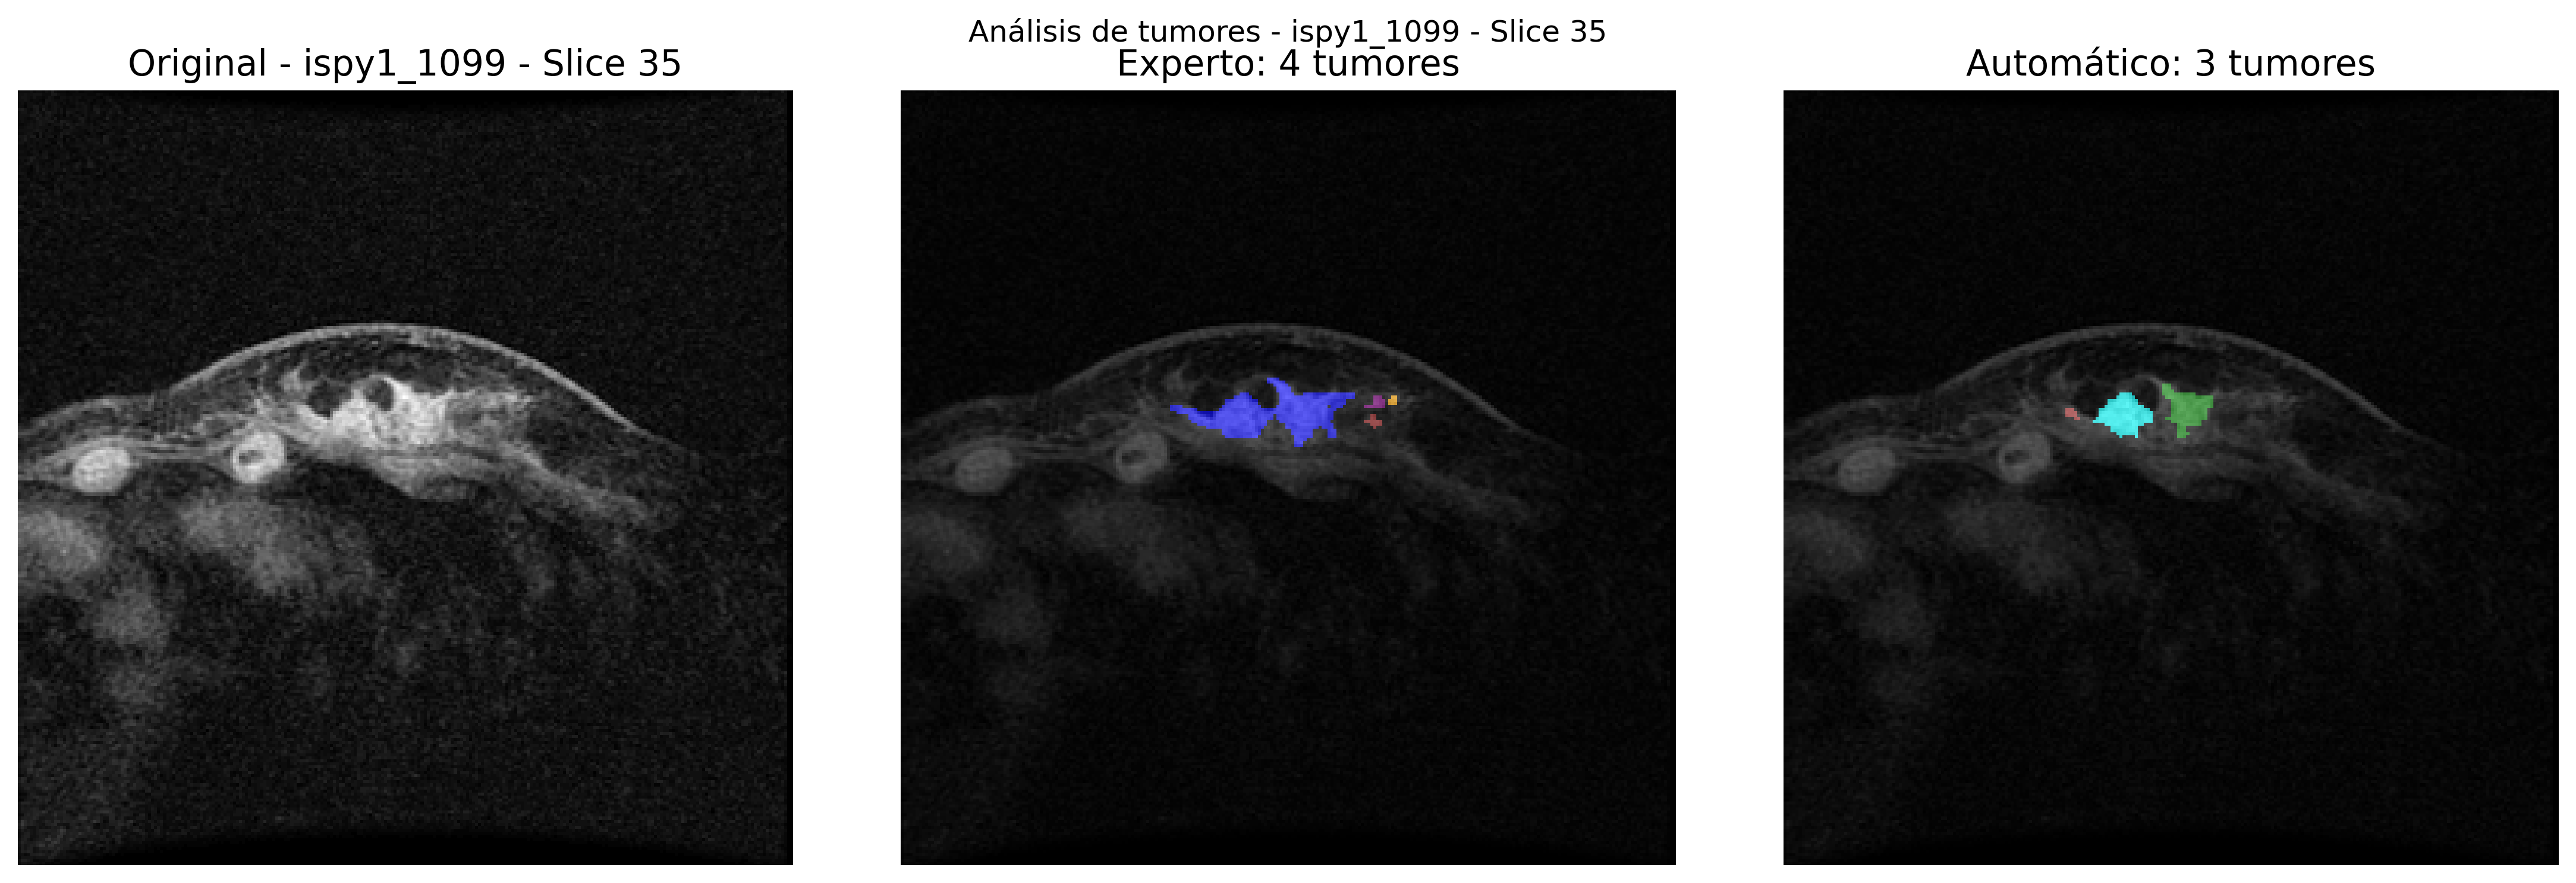 Análisis de tumores - ispy1_1099 - Slice 35
Original - ispy1_1099 - Slice 35
Experto: 4 tumores
Automático: 3 tumores